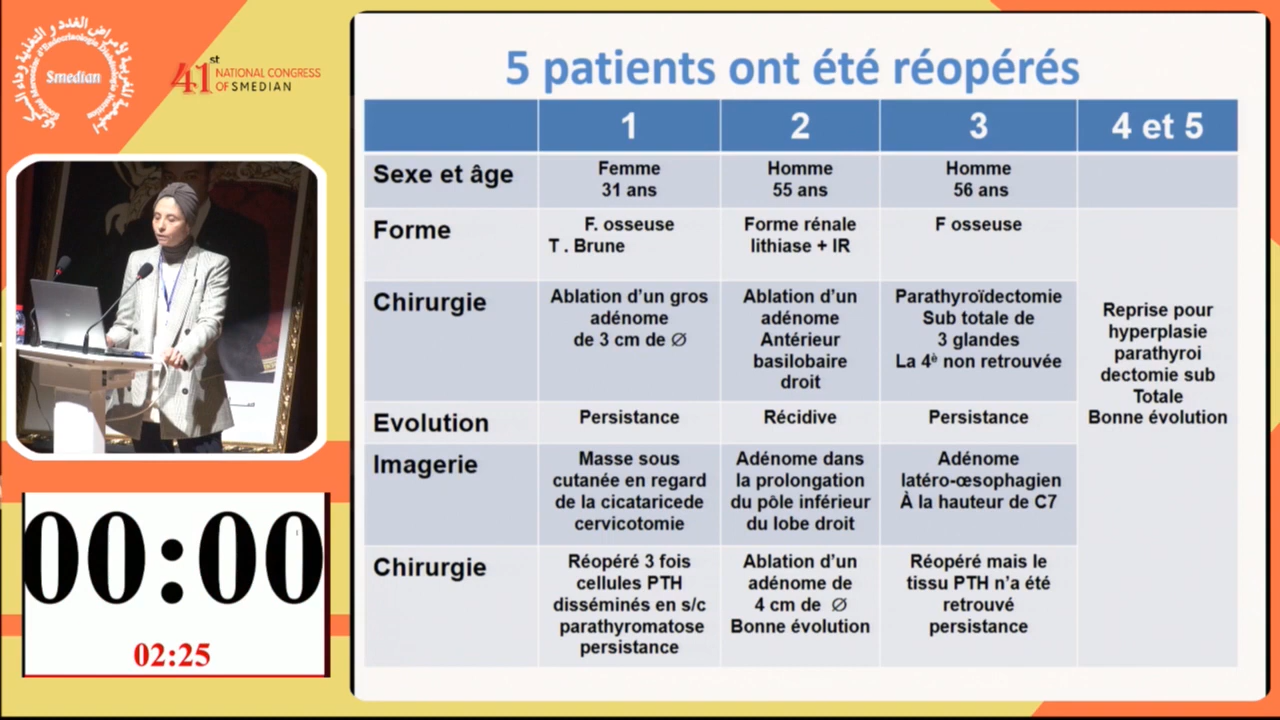 Smedian
41st NATIONAL CONGRESS
OF SMEDIAN
5 patients ont été réopérés
1 2 3 4 et 5
Sexe et âge
Femme
31 ans
Homme
55 ans
Homme
56 ans
Forme
F. osseuse
T . Brune
Forme rénale
lithiase + IR
F osseuse
Chirurgie
Ablation d’un gros
adénome
de 3 cm de ∅
Ablation d’un
adénome
Antérieur
basilobaire
droit
Parathyroïdectomie
Sub totale de
3 glandes
La 4è non retrouvée
Reprise pour
hyperplasie
parathyroi
dectomie sub
Totale
Bonne évolution
Evolution
Persistance
Récidive
Persistance
Imagerie
Masse sous
cutanée en regard
de la cicataricede
cervicotomie
Adénome dans
la prolongation
du pôle inférieur
du lobe droit
Adénome
latéro-œsophagien
À la hauteur de C7
Chirurgie
Réopéré 3 fois
cellules PTH
disséminés en s/c
parathyromatose
persistance
Ablation d’un
adénome de
4 cm de ∅
Bonne évolution
Réopéré mais le
tissu PTH n’a été
retrouvé
persistance
00:00
02:25